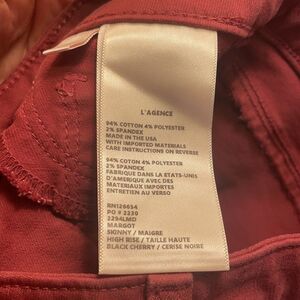 L'AGENCE
94% COTTON 4% POLYESTER
2% SPANDEX
MADE IN THE USA
WITH IMPORTED MATERIALS
CARE INSTRUCTIONS ON REVERSE
94% COTTON 4% POLYESTER
2% SPANDEX
FABRIQUE DANS LA ETATS-UNIS
D'AMERIQUE AVEC DES
MATERIAUX IMPORTES
ENTRETIEN AU VERSO
RN126654
PO # 2230
2294LMD
MARGOT
SKINNY / MAIGRE
HIGH RISE / TAILLE HAUTE
BLACK CHERRY / CERISE NOIRE